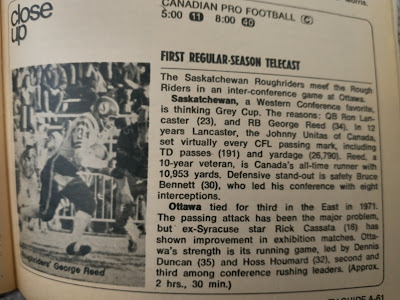 close
up
CANADIAN PRO FOOTBALL (C)
5:00 11 8:00 40
FIRST REGULAR-SEASON TELECAST
The Saskatchewan Roughriders meet the Rough
Riders in an inter-conference game at Ottawa.
Saskatchewan, a Western Conference favorite,
is thinking Grey Cup. The reasons: QB Ron Lan-
caster (23), and RB George Reed (34). In 12
years Lancaster, the Johnny Unitas of Canada,
set virtually every CFL passing mark, including
TD passes (191) and yardage (26,790). Reed, a
10-year veteran, is Canada's all-time runner with
10,953 yards. Defensive stand-out is safety Bruce
Bennett (30), who led his conference with eight
interceptions.
Ottawa tied for third in the East in 1971.
The passing attack has been the major problem,
but ex-Syracuse star Rick Cassata (16) has
shown improvement in exhibition matches. Otta-
wa's strength is its running game, led by Dennis
Duncan (35) and Hoss Houmard (32), second and
third among conference rushing leaders. (Approx.
2 hrs., 30 min.)
Roughriders' George Reed
GUIDE A-61